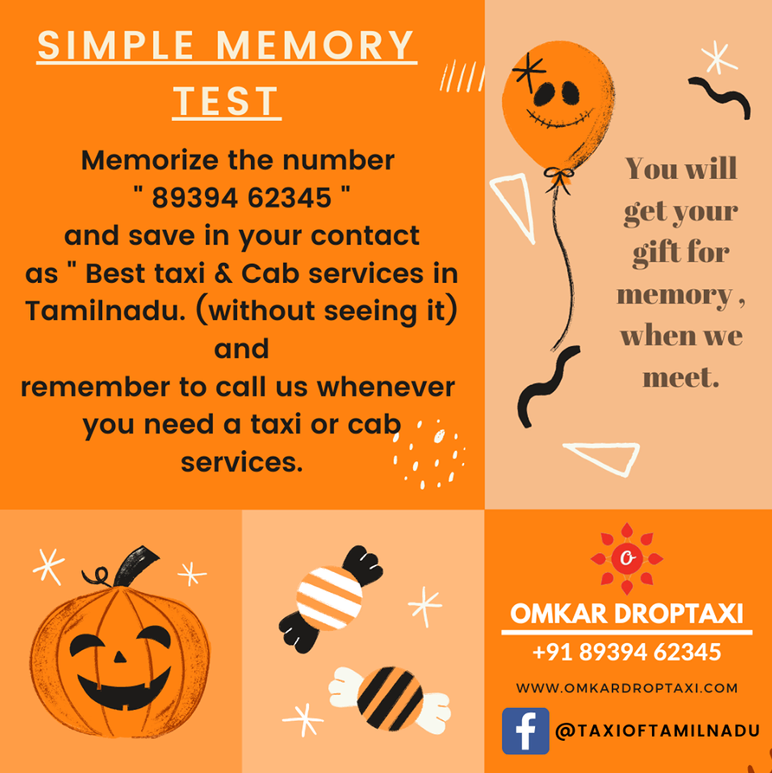 SIMPLE MEMORY
TEST
Memorize the number
" 89394 62345 "
and save in your contact
as " Best taxi & Cab services in
Tamilnadu. (without seeing it)
and
remember to call us whenever
you need a taxi or cab
services.
You will
get your
gift for
memory ,
when we
meet.
O
OMKAR DROPTAXI
+91 89394 62345
WWW.OMKARDROPTAXI.COM
f @TAXIOFTAMILNADU